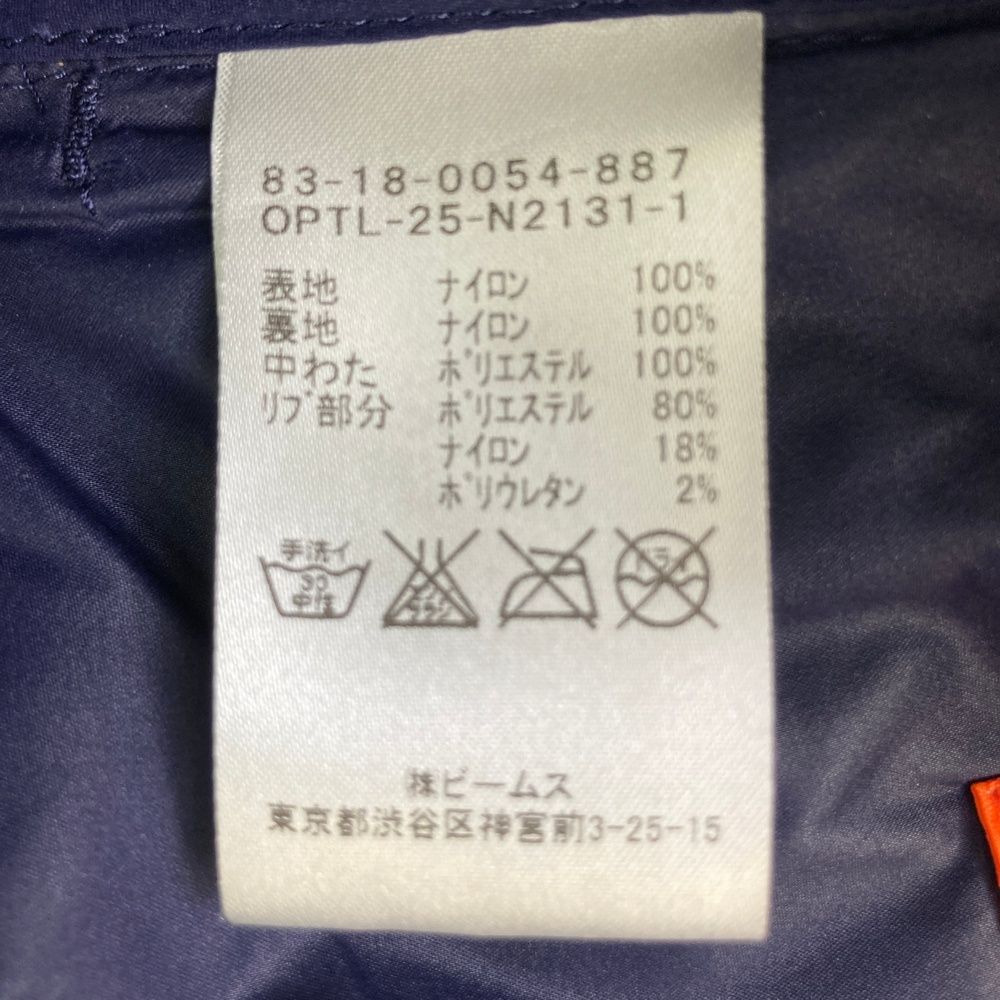 83-18-0054-887
OPTL-25-N2131-1
表地 ナイロン 100%
裏地 ナイロン 100%
中わた ポリエステル 100%
リブ部分 ポリエステル 80%
ナイロン 18%
ポリウレタン 2%
手洗イ
30
中性
エンソ
サラシ
ドライ
㈱ビームス
東京都渋谷区神宮前3-25-15